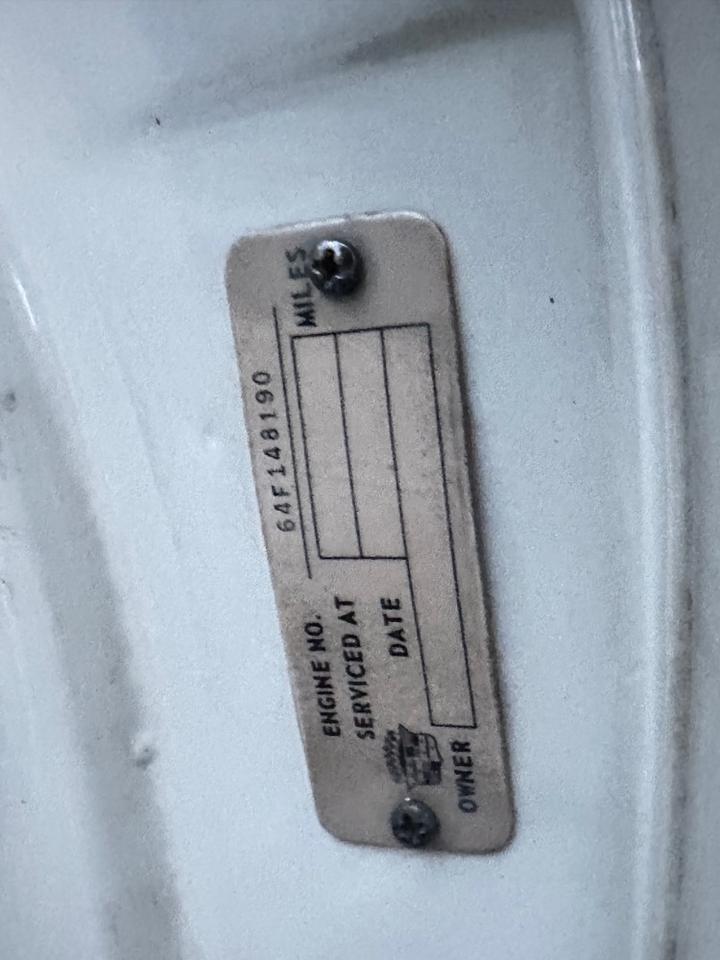 ENGINE NO. 64F148190
SERVICED AT MILES
DATE
OWNER